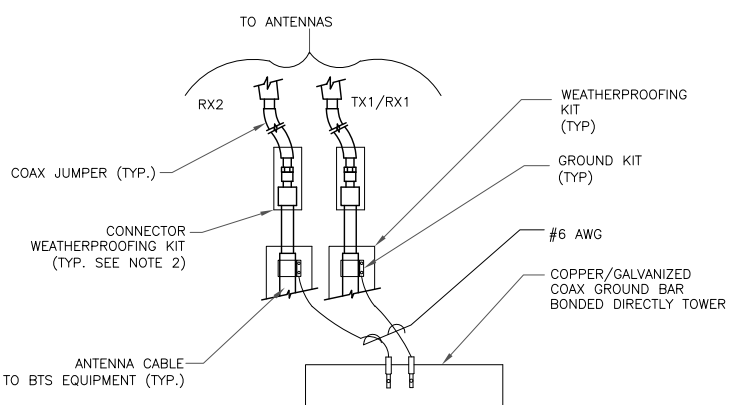 TO ANTENNAS
RX2
TX1/RX1
WEATHERPROOFING
KIT
(TYP)
GROUND KIT
(TYP)
COAX JUMPER (TYP.)
CONNECTOR
WEATHERPROOFING KIT
(TYP. SEE NOTE 2)
#6 AWG
COPPER/GALVANIZED
COAX GROUND BAR
BONDED DIRECTLY TOWER
ANTENNA CABLE
TO BTS EQUIPMENT (TYP.)